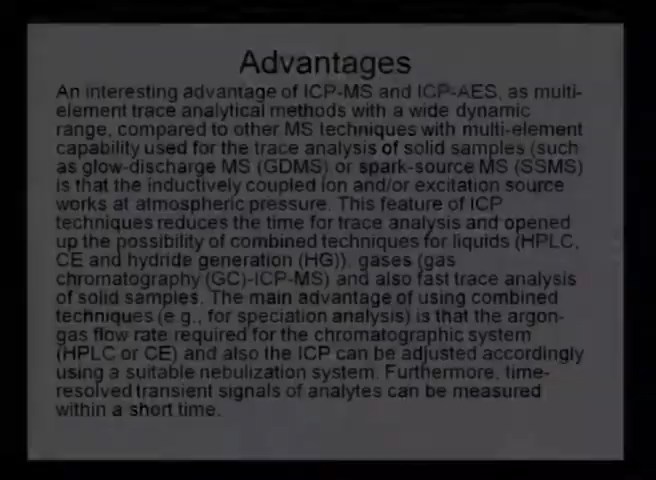 Advantages
An interesting advantage of ICP-MS and ICP-AES, as multi-
element trace analytical methods with a wide dynamic
range, compared to other MS techniques with multi-element
capability used for the trace analysis of solid samples (such
as glow-discharge MS (GDMS) or spark-source MS (SSMS)
is that the inductively coupled ion and/or excitation source
works at atmospheric pressure. This feature of ICP
techniques reduces the time for trace analysis and opened
up the possibility of combined techniques for liquids (HPLC,
CE and hydride generation (HG)), gases (gas
chromatography (GC)-ICP-MS) and also fast trace analysis
of solid samples. The main advantage of using combined
techniques (e.g., for speciation analysis) is that the argon-
gas flow rate required for the chromatographic system
(HPLC or CE) and also the ICP can be adjusted accordingly
using a suitable nebulization system. Furthermore, time-
resolved transient signals of analytes can be measured
within a short time.